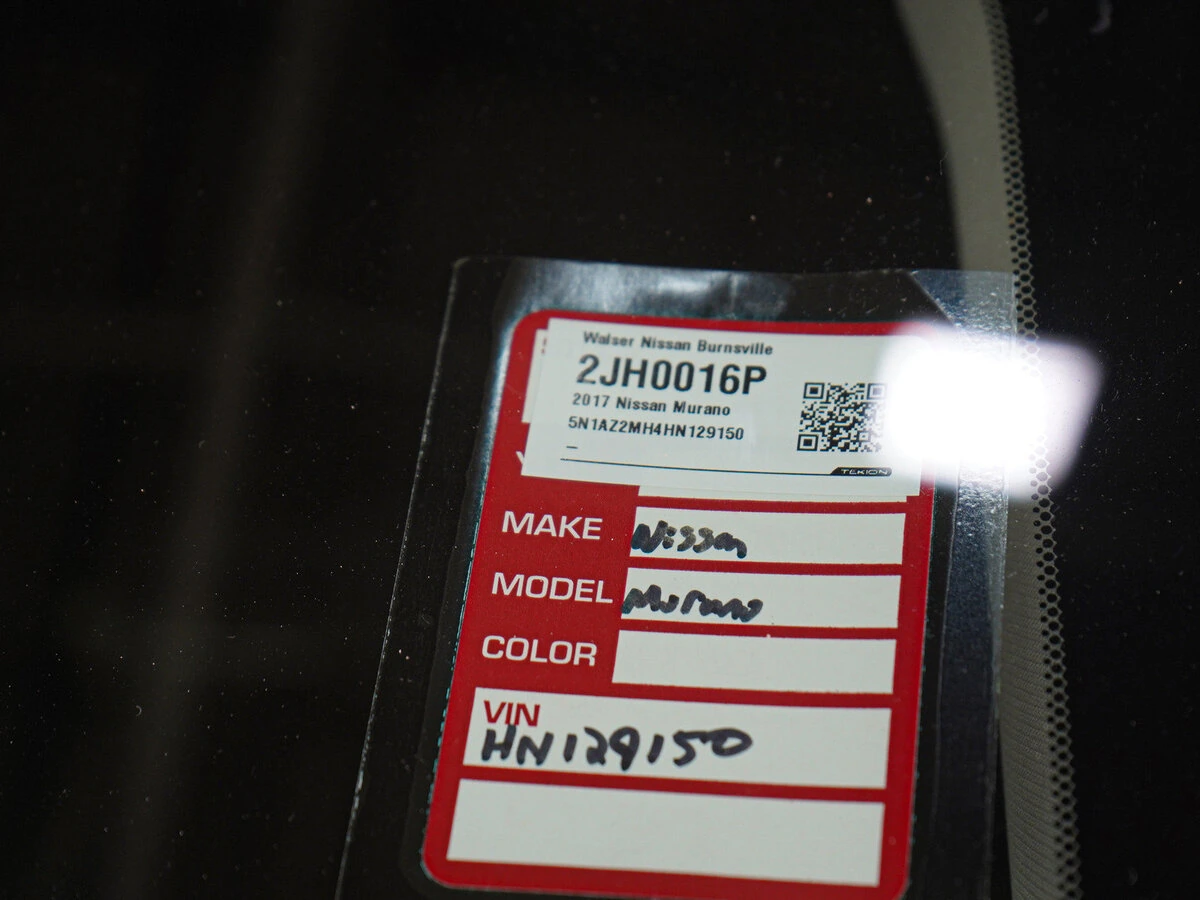 Walser Nissan Burnsville
2JH0016P
2017 Nissan Murano
5N1AZ2MH4HN129150
TEKION
MAKE Nissan
MODEL Murano
COLOR
VIN
HN129150